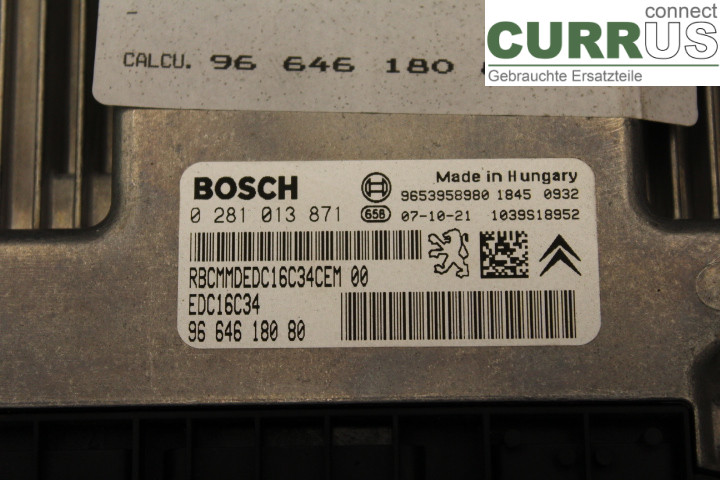 connect
CURRUS
Gebrauchte Ersatzteile
CALCU. 96 646 180
BOSCH
Made in Hungary
9653958980 1845 0932
0 281 013 871
658
07-10-21 1039S18952
RBCMMDEDC16C34CEM 00
EDC16C34
96 646 180 80